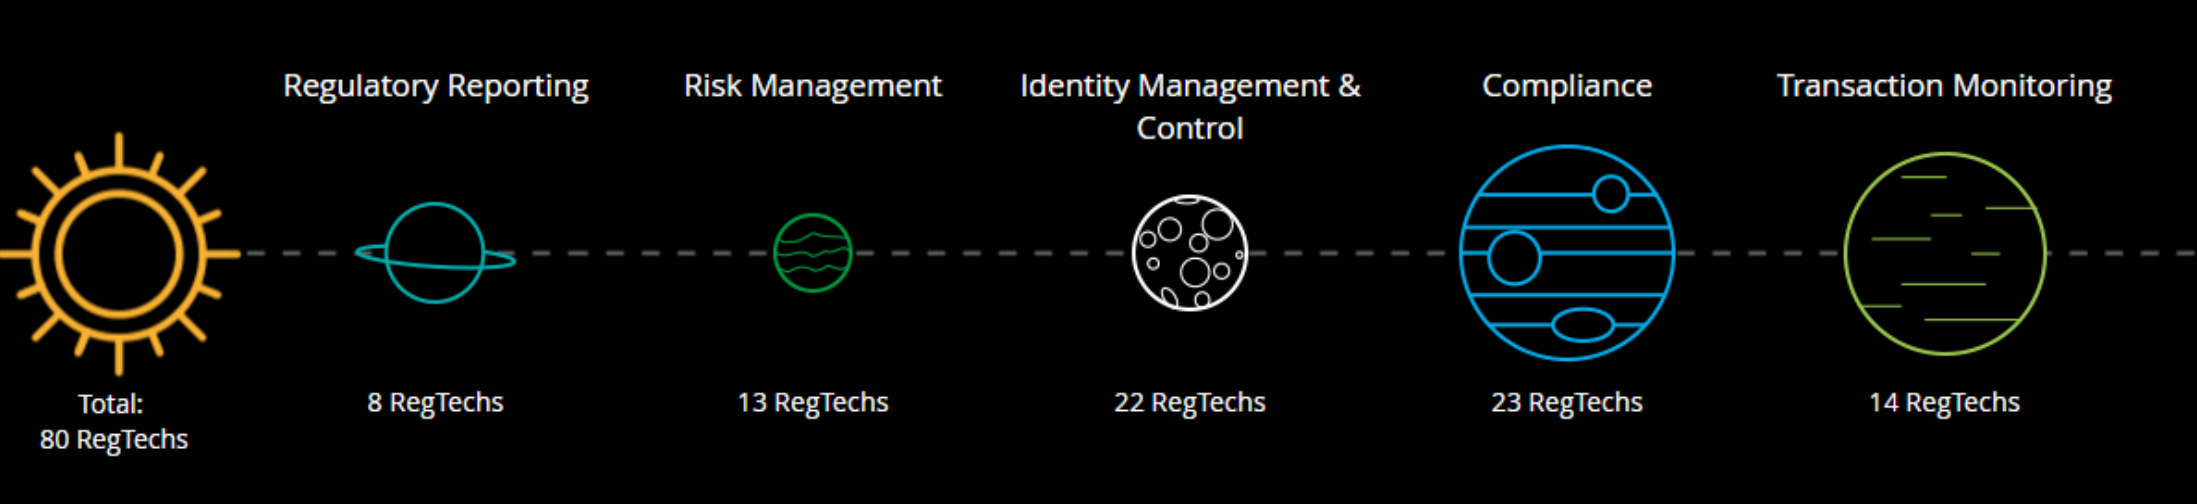 Regulatory Reporting
Risk Management
Identity Management &
Control
Compliance
Transaction Monitoring
Total:
80 RegTechs
8 RegTechs
13 RegTechs
22 RegTechs
23 RegTechs
14 RegTechs